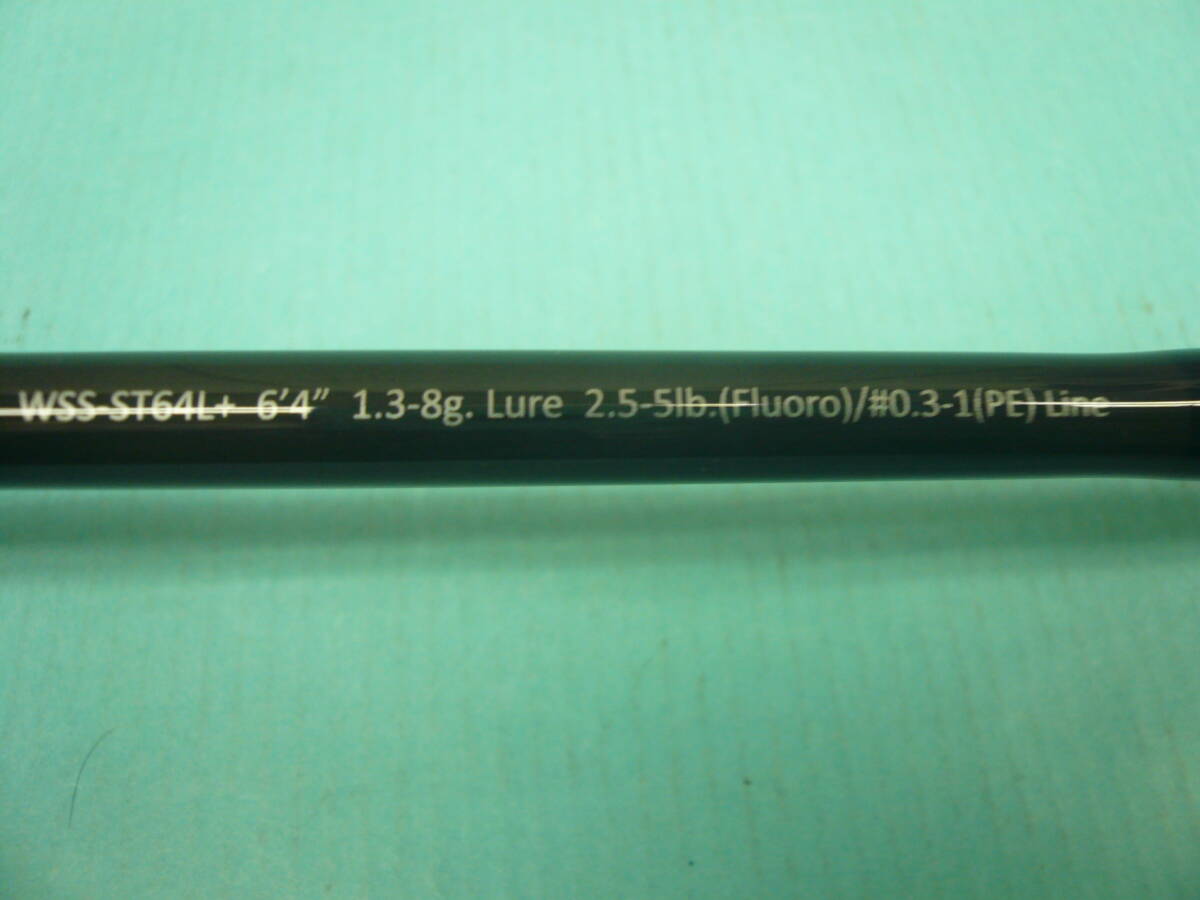 WSS-ST64L+ 6'4" 1.3-8g. Lure 2.5-5lb.(Fluoro)/#0.3-1(PE) Line